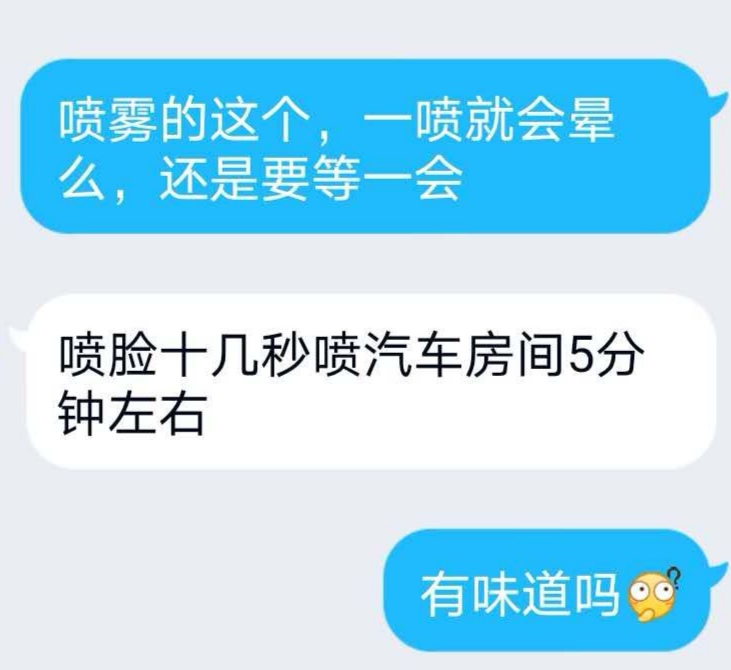 喷雾的这个，一喷就会晕
么，还是要等一会
喷脸十几秒喷汽车房间5分
钟左右
有味道吗